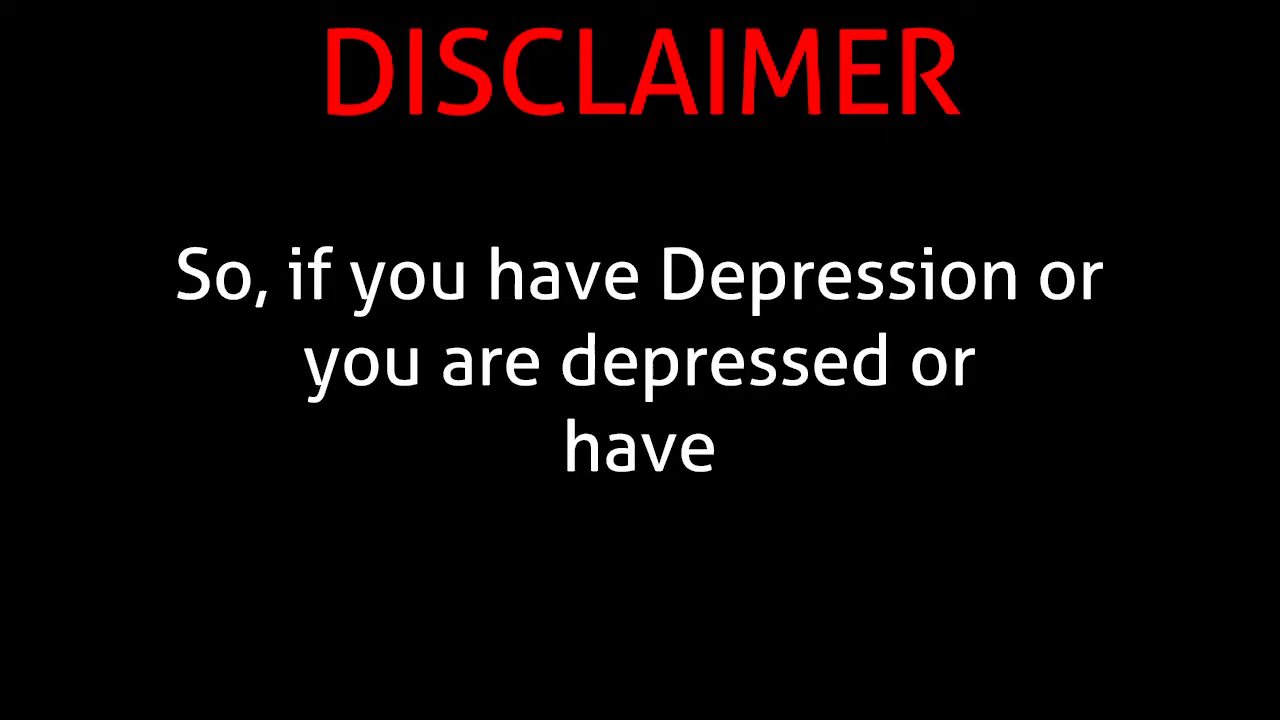 DISCLAIMER
So, if you have Depression or
you are depressed or
have